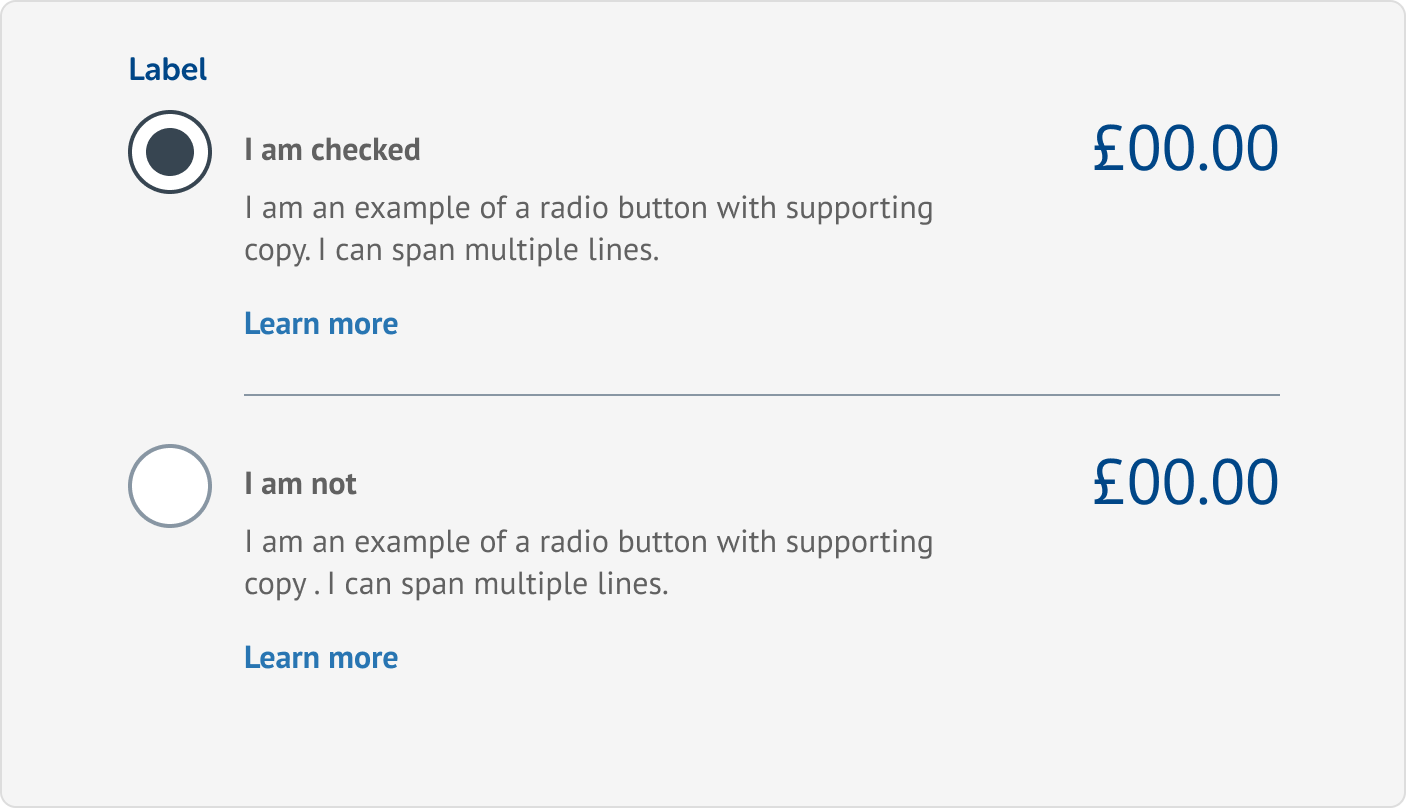 Label
I am checked
£00.00
I am an example of a radio button with supporting
copy. I can span multiple lines.
Learn more
I am not
£00.00
I am an example of a radio button with supporting
copy . I can span multiple lines.
Learn more